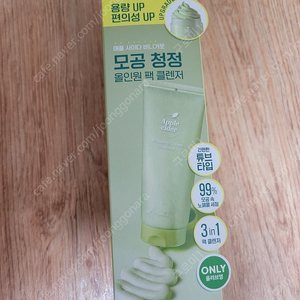 용량 UP
편의성 UP
UPGRADE
애플 사이다 비니거로
모공 청정
올인원 팩 클렌저
Apple
cider
간편한
튜브
타입
99%
모공 속
노폐물 세정
3 in 1
팩 클렌저
ONLY
올리브영